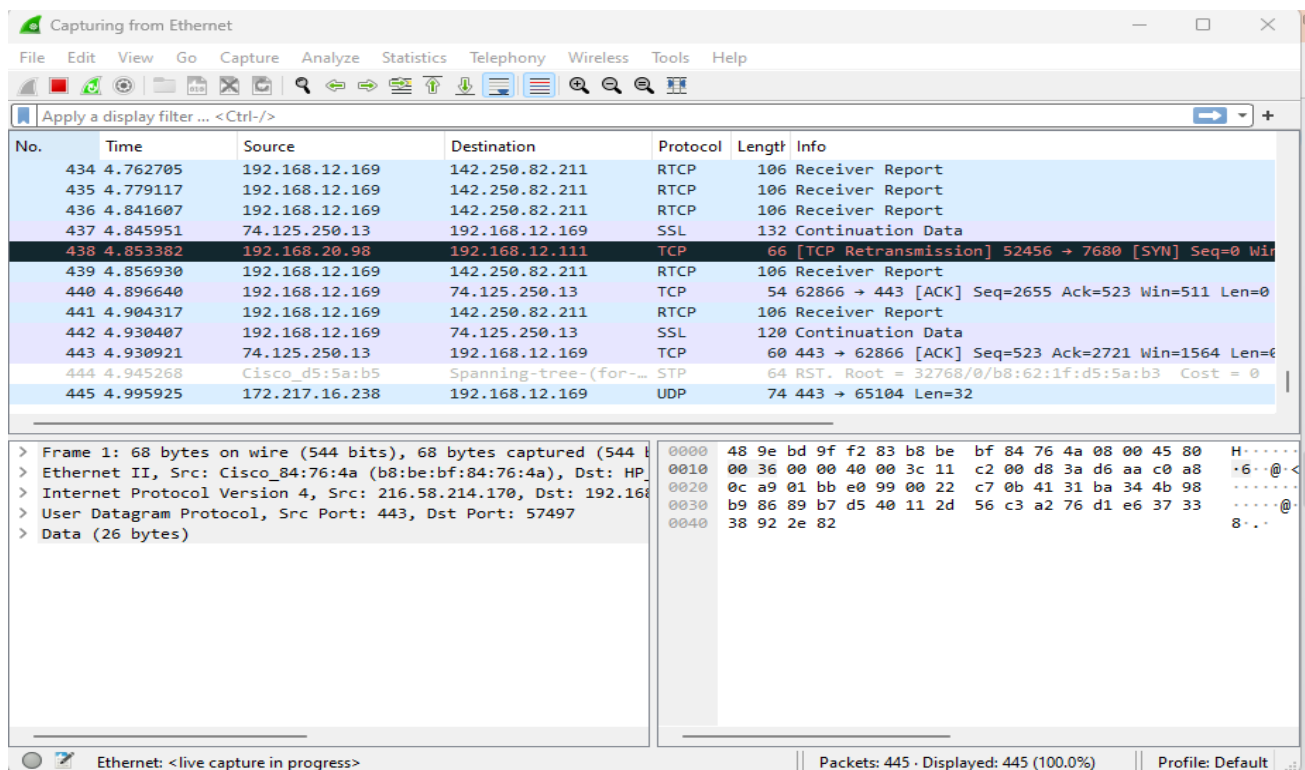 Capturing from Ethernet
File Edit View Go Capture Analyze Statistics Telephony Wireless Tools Help
Apply a display filter ... <Ctrl-/>
No. Time Source Destination Protocol Length Info
434 4.762705 192.168.12.169 142.250.82.211 RTCP 106 Receiver Report
435 4.779117 192.168.12.169 142.250.82.211 RTCP 106 Receiver Report
436 4.841607 192.168.12.169 142.250.82.211 RTCP 106 Receiver Report
437 4.845951 74.125.250.13 192.168.12.169 SSL 132 Continuation Data
438 4.853382 192.168.20.98 192.168.12.111 TCP 66 [TCP Retransmission] 52456 → 7680 [SYN] Seq=0 Wir
439 4.856930 192.168.12.169 142.250.82.211 RTCP 106 Receiver Report
440 4.896640 192.168.12.169 74.125.250.13 TCP 54 62866 → 443 [ACK] Seq=2655 Ack=523 Win=511 Len=0
441 4.904317 192.168.12.169 142.250.82.211 RTCP 106 Receiver Report
442 4.930407 192.168.12.169 74.125.250.13 SSL 120 Continuation Data
443 4.930921 74.125.250.13 192.168.12.169 TCP 60 443 → 62866 [ACK] Seq=523 Ack=2721 Win=1564 Len=
444 4.945268 Cisco_d5:5a:b5 Spanning-tree-(for-… STP 64 RST. Root = 32768/0/b8:62:1f:d5:5a:b3 Cost = 0
445 4.995925 172.217.16.238 192.168.12.169 UDP 74 443 → 65104 Len=32
> Frame 1: 68 bytes on wire (544 bits), 68 bytes captured (544
> Ethernet II, Src: Cisco_84:76:4a (b8:be:bf:84:76:4a), Dst: HP_
> Internet Protocol Version 4, Src: 216.58.214.170, Dst: 192.168
> User Datagram Protocol, Src Port: 443, Dst Port: 57497
> Data (26 bytes)
0000 48 9e bd 9f f2 83 b8 be bf 84 76 4a 08 00 45 80 H······
0010 00 36 00 00 40 00 3c 11 c2 00 d8 3a d6 aa c0 a8 ·6··@·<
0020 0c a9 01 bb e0 99 00 22 c7 0b 41 31 ba 34 4b 98 ·······
0030 b9 86 89 b7 d5 40 11 2d 56 c3 a2 76 d1 e6 37 33 ·····@·
0040 38 92 2e 82 8·.·
Ethernet: <live capture in progress>
Packets: 445 · Displayed: 445 (100.0%)
Profile: Default